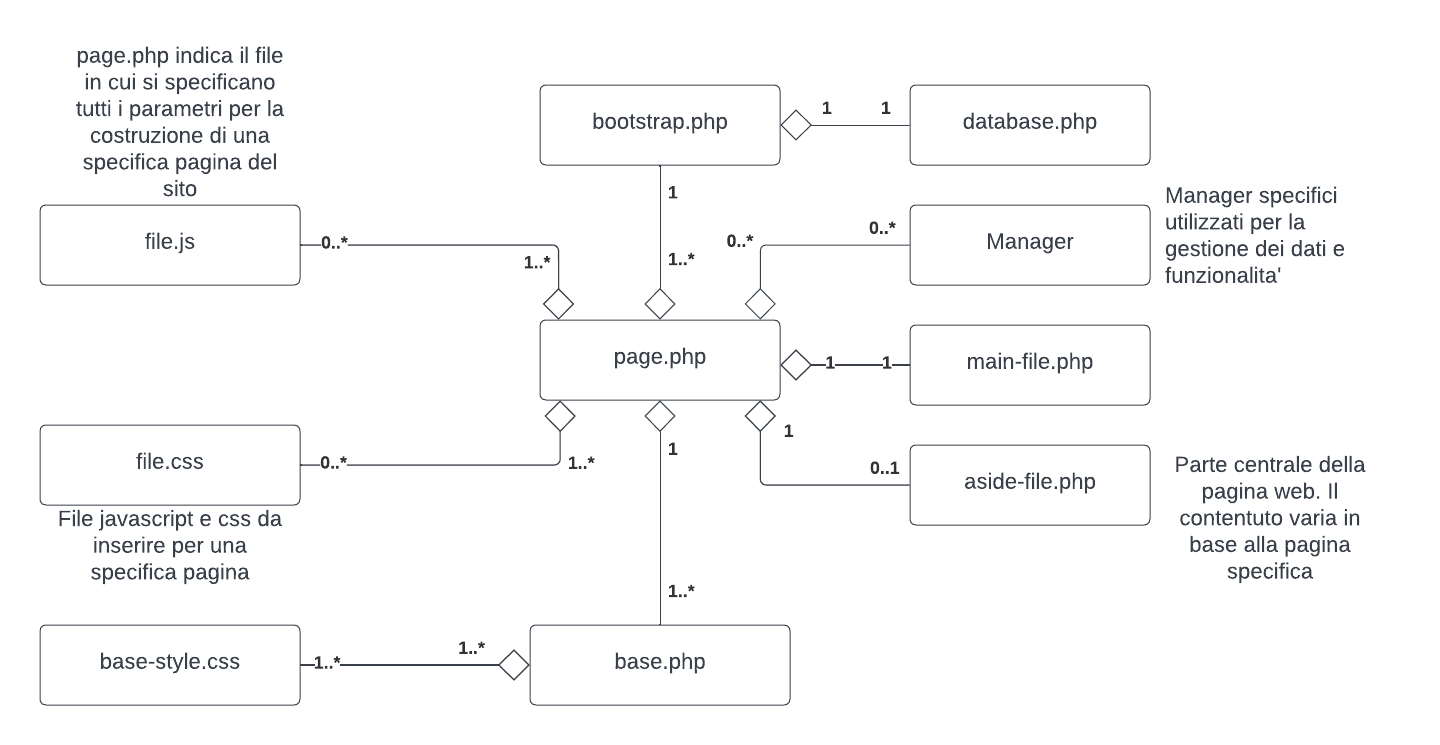 page.php indica il file
in cui si specificano
tutti i parametri per la
costruzione di una
specifica pagina del
sito
bootstrap.php
1
1
database.php
1
1..*
Manager specifici
utilizzati per la
gestione dei dati e
funzionalita'
file.js
0..*
1..*
0..*
0..*
Manager
page.php
1
1
main-file.php
1
0..1
aside-file.php
Parte centrale della
pagina web. Il
contentuto varia in
base alla pagina
specifica
file.css
0..*
1..*
1
1..*
File javascript e css da
inserire per una
specifica pagina
base-style.css
1..*
1..*
base.php